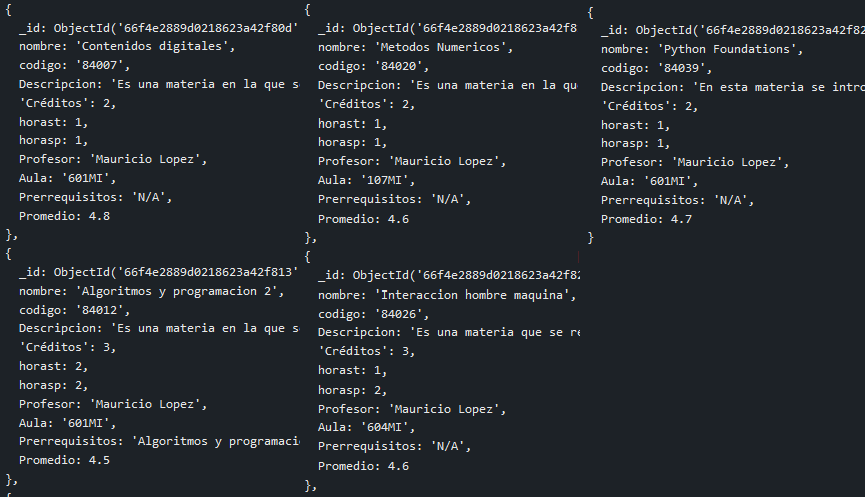 {
_id: ObjectId('66f4e2889d0218623a42f80d'
nombre: 'Contenidos digitales',
codigo: '84007',
Descripcion: 'Es una materia en la que s
'Créditos': 2,
horast: 1,
horasp: 1,
Profesor: 'Mauricio Lopez',
Aula: '601MI',
Prerrequisitos: 'N/A',
Promedio: 4.8
},
{
_id: ObjectId('66f4e2889d0218623a42f813'
nombre: 'Algoritmos y programacion 2',
codigo: '84012',
Descripcion: 'Es una materia en la que s
'Créditos': 3,
horast: 2,
horasp: 2,
Profesor: 'Mauricio Lopez',
Aula: '601MI',
Prerrequisitos: 'Algoritmos y programaci
Promedio: 4.5
},
{
_id: ObjectId('66f4e2889d0218623a42f8
nombre: 'Metodos Numericos',
codigo: '84020',
Descripcion: 'Es una materia en la qu
'Créditos': 2,
horast: 1,
horasp: 1,
Profesor: 'Mauricio Lopez',
Aula: '107MI',
Prerrequisitos: 'N/A',
Promedio: 4.6
},
{
_id: ObjectId('66f4e2889d0218623a42f82
nombre: 'Interaccion hombre maquina',
codigo: '84026',
Descripcion: 'Es una materia que se re
'Créditos': 3,
horast: 1,
horasp: 2,
Profesor: 'Mauricio Lopez',
Aula: '604MI',
Prerrequisitos: 'N/A',
Promedio: 4.6
},
{
_id: ObjectId('66f4e2889d0218623a42f82
nombre: 'Python Foundations',
codigo: '84039',
Descripcion: 'En esta materia se intro
'Créditos': 2,
horast: 1,
horasp: 1,
Profesor: 'Mauricio Lopez',
Aula: '601MI',
Prerrequisitos: 'N/A',
Promedio: 4.7
}